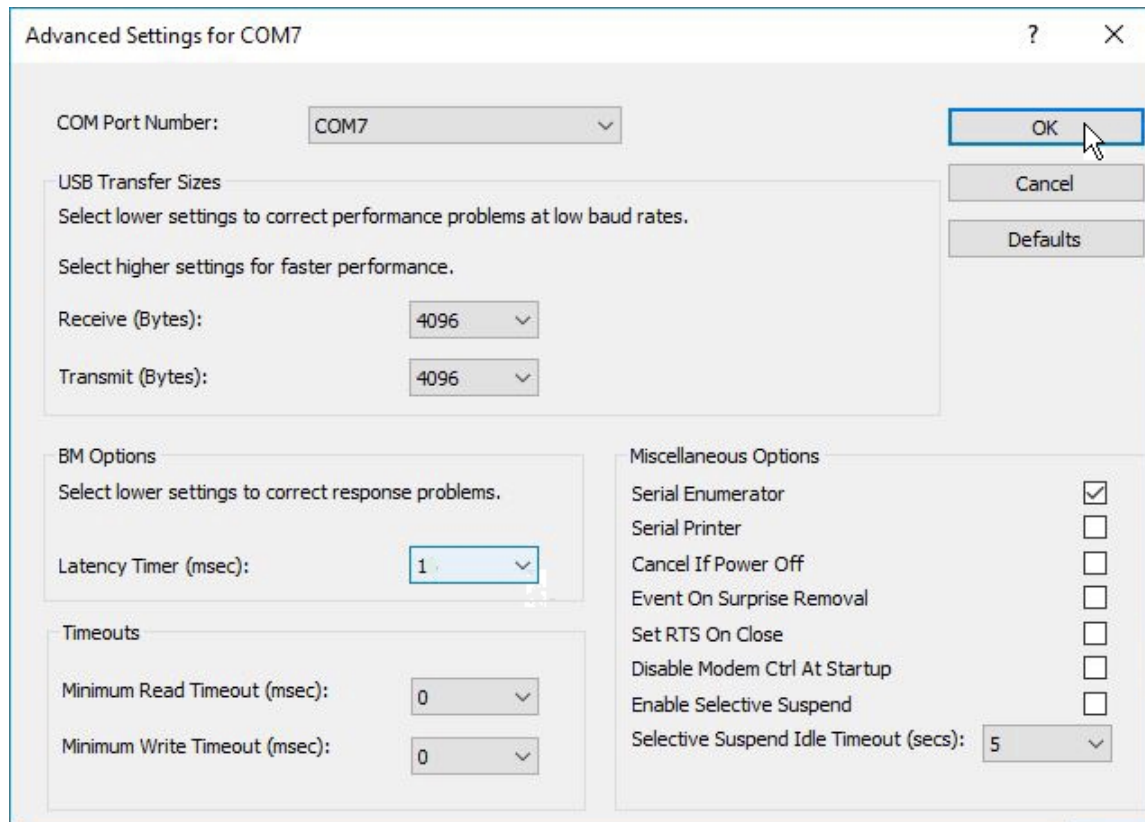 Advanced Settings for COM7
?
COM Port Number:
COM7
OK
Cancel
Defaults
USB Transfer Sizes
Select lower settings to correct performance problems at low baud rates.
Select higher settings for faster performance.
Receive (Bytes):
4096
Transmit (Bytes):
4096
BM Options
Select lower settings to correct response problems.
Latency Timer (msec):
1
Timeouts
Minimum Read Timeout (msec):
0
Minimum Write Timeout (msec):
0
Miscellaneous Options
Serial Enumerator
Serial Printer
Cancel If Power Off
Event On Surprise Removal
Set RTS On Close
Disable Modem Ctrl At Startup
Enable Selective Suspend
Selective Suspend Idle Timeout (secs):
5